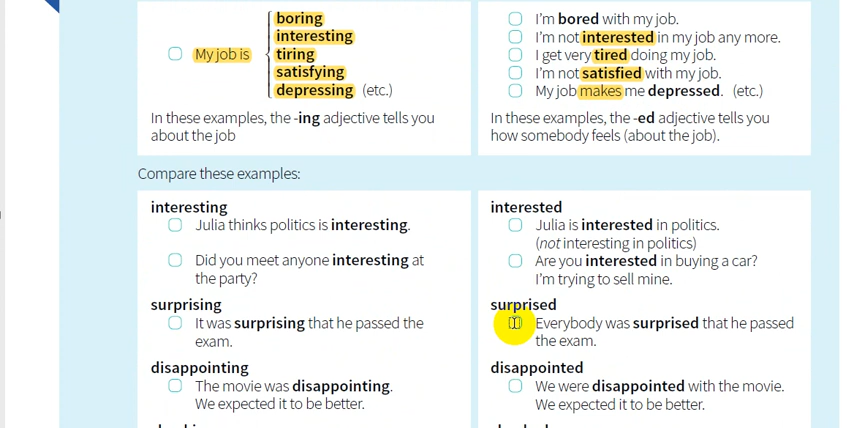 My job is
boring
interesting
tiring
satisfying
depressing (etc.)
In these examples, the -ing adjective tells you
about the job
I'm bored with my job.
I'm not interested in my job any more.
I get very tired doing my job.
I'm not satisfied with my job.
My job makes me depressed. (etc.)
In these examples, the -ed adjective tells you
how somebody feels (about the job).
Compare these examples:
interesting
Julia thinks politics is interesting.
Did you meet anyone interesting at
the party?
surprising
It was surprising that he passed the
exam.
disappointing
The movie was disappointing.
We expected it to be better.
interested
Julia is interested in politics.
(not interesting in politics)
Are you interested in buying a car?
I'm trying to sell mine.
surprised
Everybody was surprised that he passed
the exam.
disappointed
We were disappointed with the movie.
We expected it to be better.